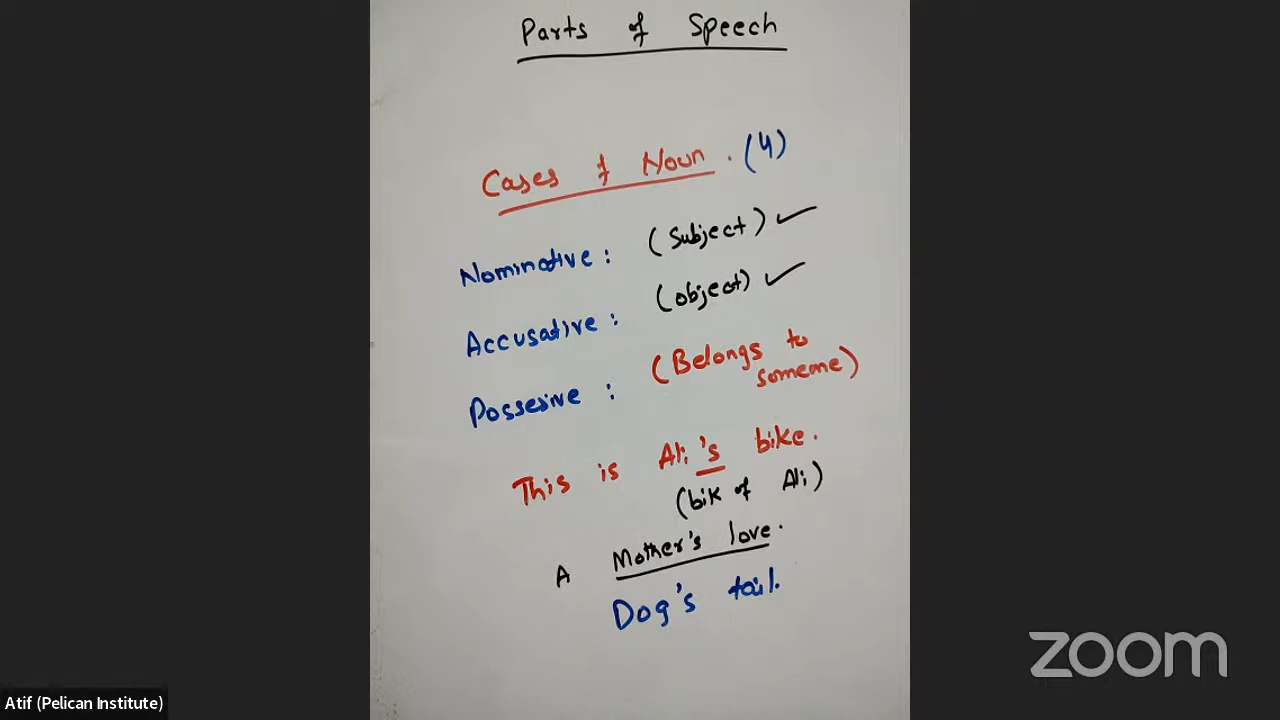 Parts of Speech
Cases of Noun. (4)
Nominative: (Subject) ✓
Accusative: (object) ✓
Possesive: (Belongs to
someone)
This is Ali's bike.
(bik of Ali)
A Mother's love.
Dog's tail.
zoom
Atif (Pelican Institute)